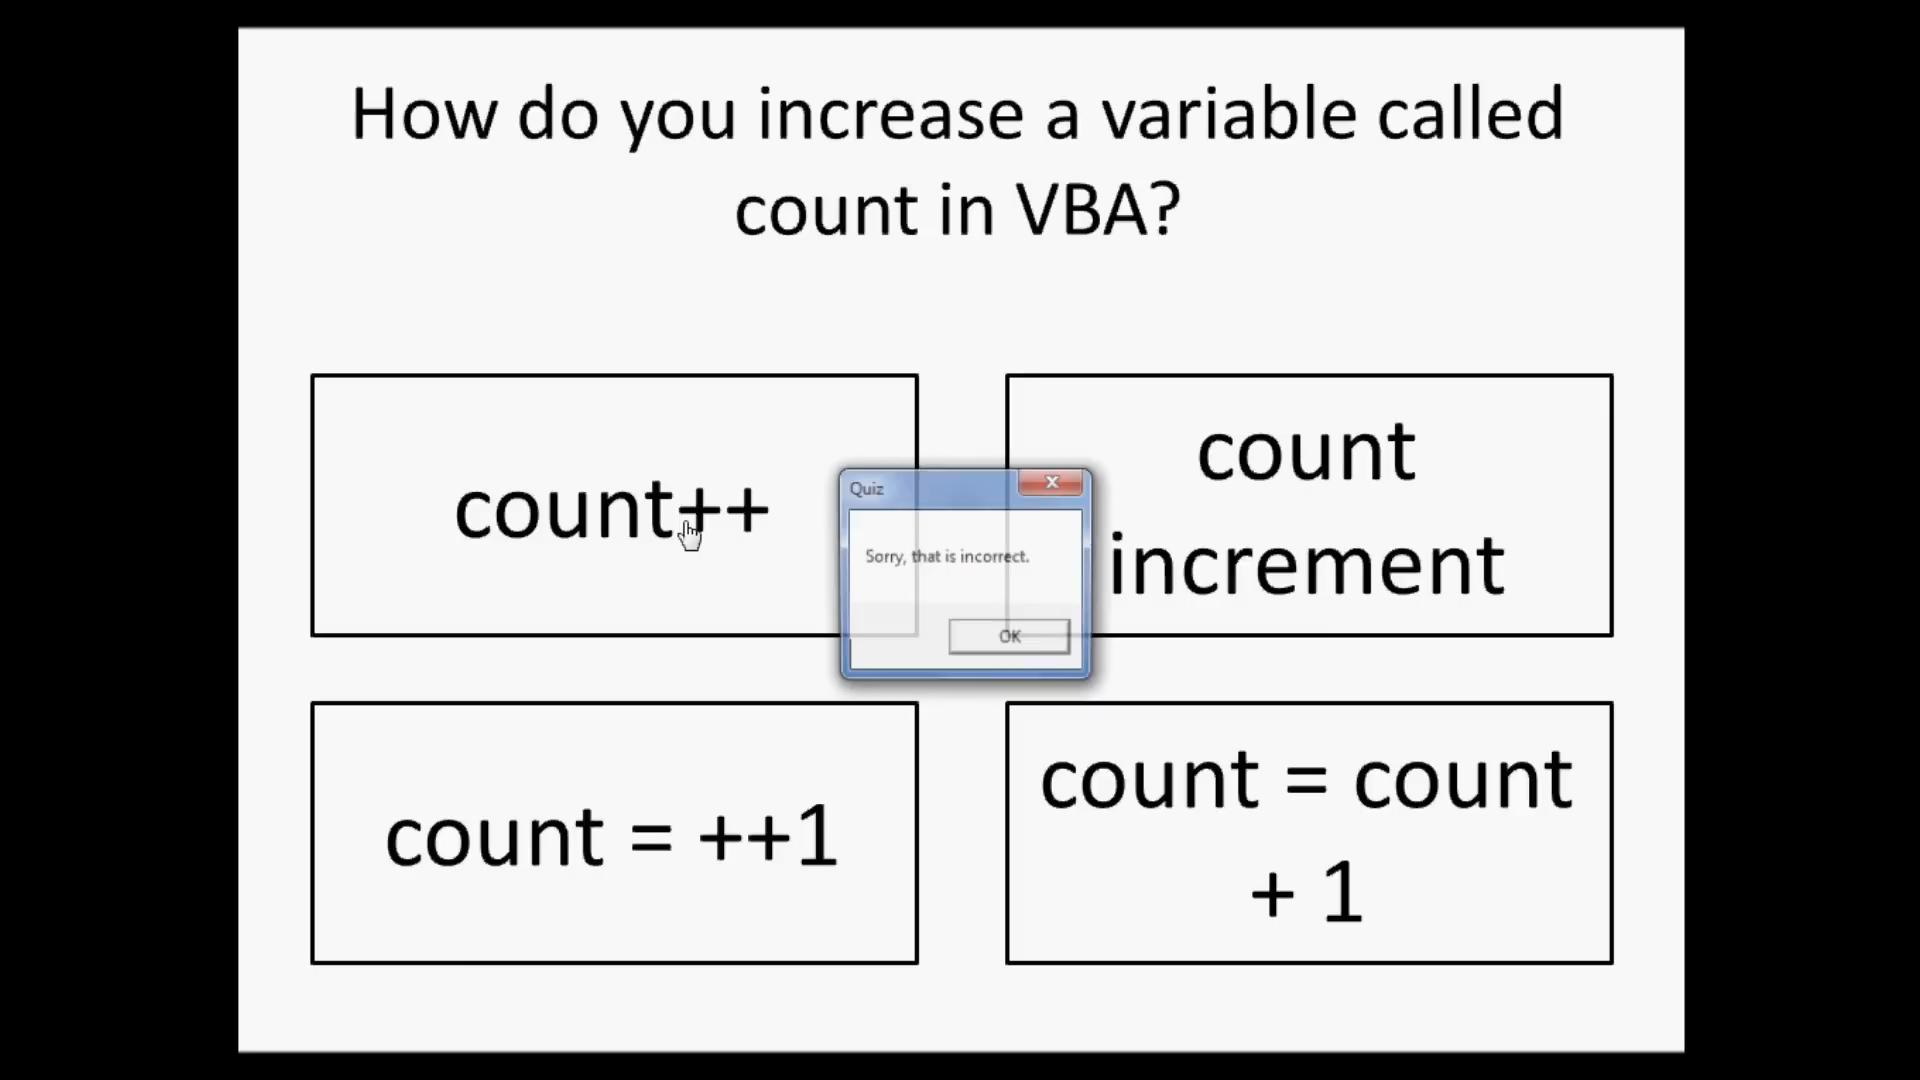 How do you increase a variable called
count in VBA?
count++
count
increment
Quiz
x
Sorry, that is incorrect.
OK
count = ++1
count = count
+ 1